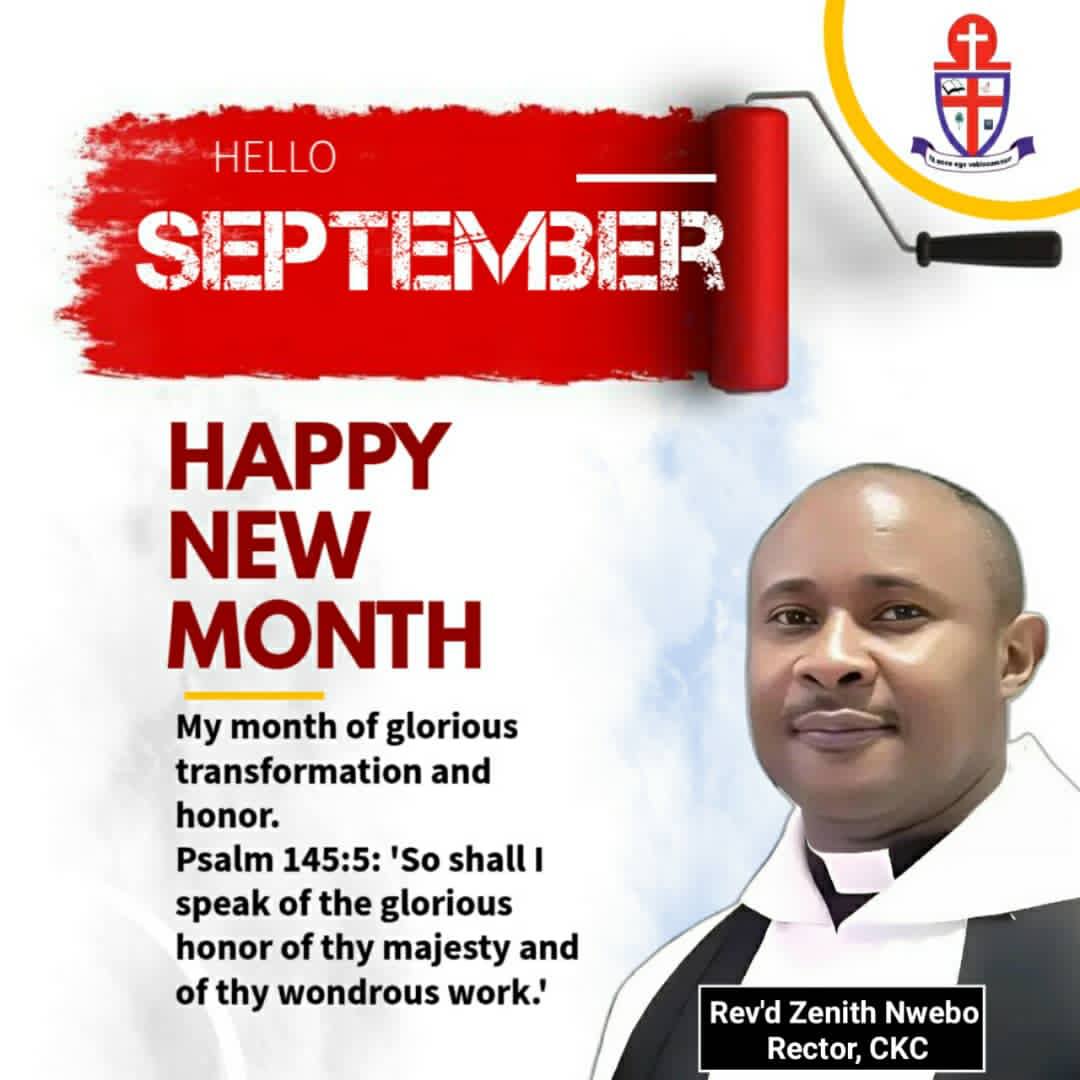 HELLO
SEPTEMBER
HAPPY
NEW
MONTH
My month of glorious
transformation and
honor.
Psalm 145:5: 'So shall I
speak of the glorious
honor of thy majesty and
of thy wondrous work.'
Rev'd Zenith Nwebo
Rector, CKC